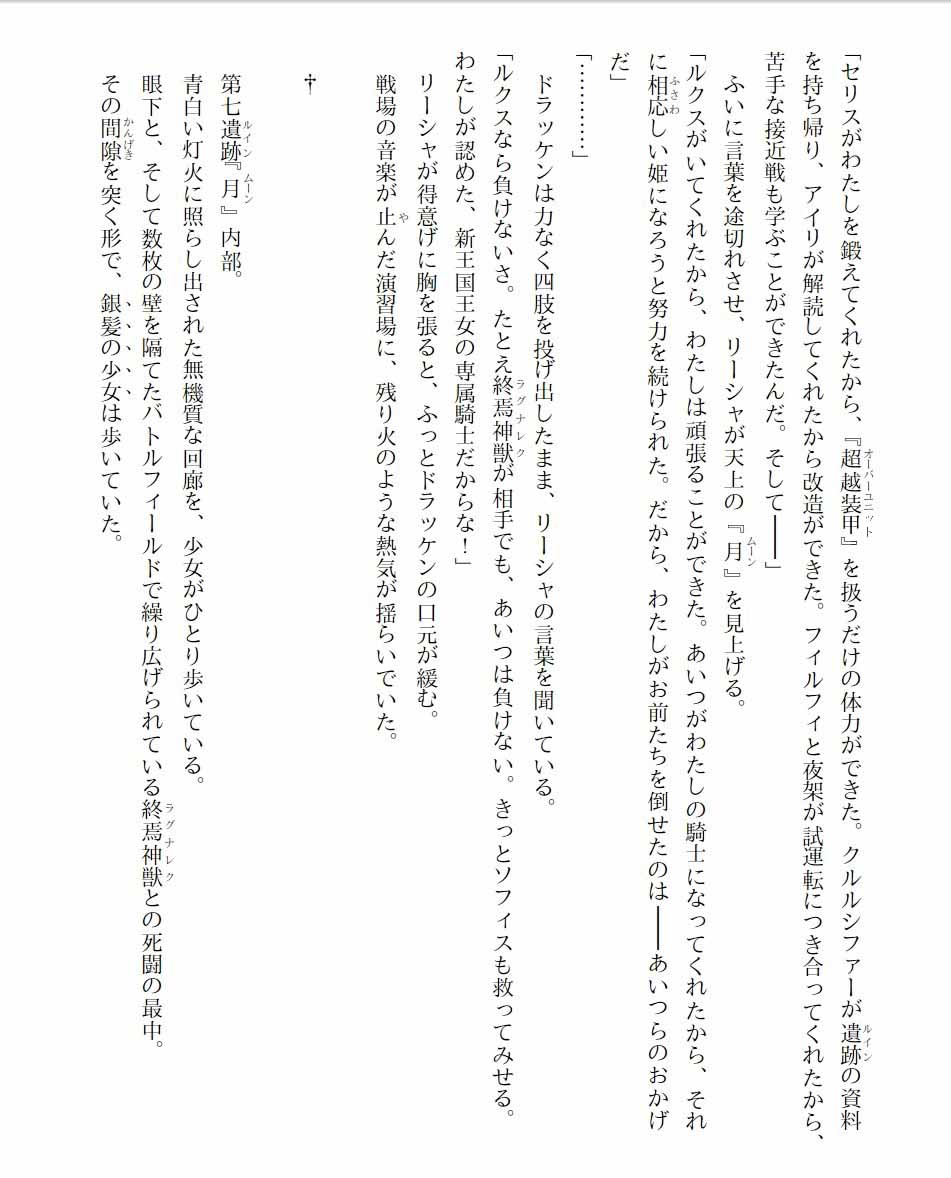 「セリスがわたしを鍛えてくれたから、『超越装甲』を扱うだけの体力ができた。クルルシファーが遺跡の資料
を持ち帰り、アイリが解読してくれたから改造ができた。フィルフィと夜架が試運転につき合ってくれたから、
苦手な接近戦も学ぶことができたんだ。そして――」
ふいに言葉を途切れさせ、リーシャが天上の『月』を見上げる。
「ルクスがいてくれたから、わたしは頑張ることができた。あいつがわたしの騎士になってくれたから、それ
に相応しい姫になろうと努力を続けられた。だから、わたしがお前たちを倒せたのは――あいつらのおかげ
だ」
「…………」
ドラッケンは力なく四肢を投げ出したまま、リーシャの言葉を聞いている。
「ルクスなら負けないさ。たとえ終焉神獣が相手でも、あいつは負けない。きっとソフィスも救ってみせる。
わたしが認めた、新王国王女の専属騎士だからな！」
リーシャが得意げに胸を張ると、ふっとドラッケンの口元が緩む。
戦場の音楽が止んだ演習場に、残り火のような熱気が揺らいでいた。
†
第七遺跡『月』内部。
青白い灯火に照らし出された無機質な回廊を、少女がひとり歩いている。
眼下と、そして数枚の壁を隔てたバトルフィールドで繰り広げられている終焉神獣との死闘の最中。
その間隙を突く形で、銀髪の少女は歩いていた。